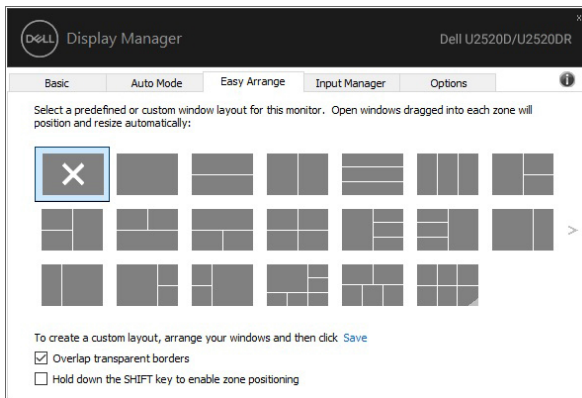 DELL Display Manager
Dell U2520D/U2520DR
Basic Auto Mode Easy Arrange Input Manager Options
Select a predefined or custom window layout for this monitor. Open windows dragged into each zone will
position and resize automatically:
To create a custom layout, arrange your windows and then click Save
Overlap transparent borders
Hold down the SHIFT key to enable zone positioning